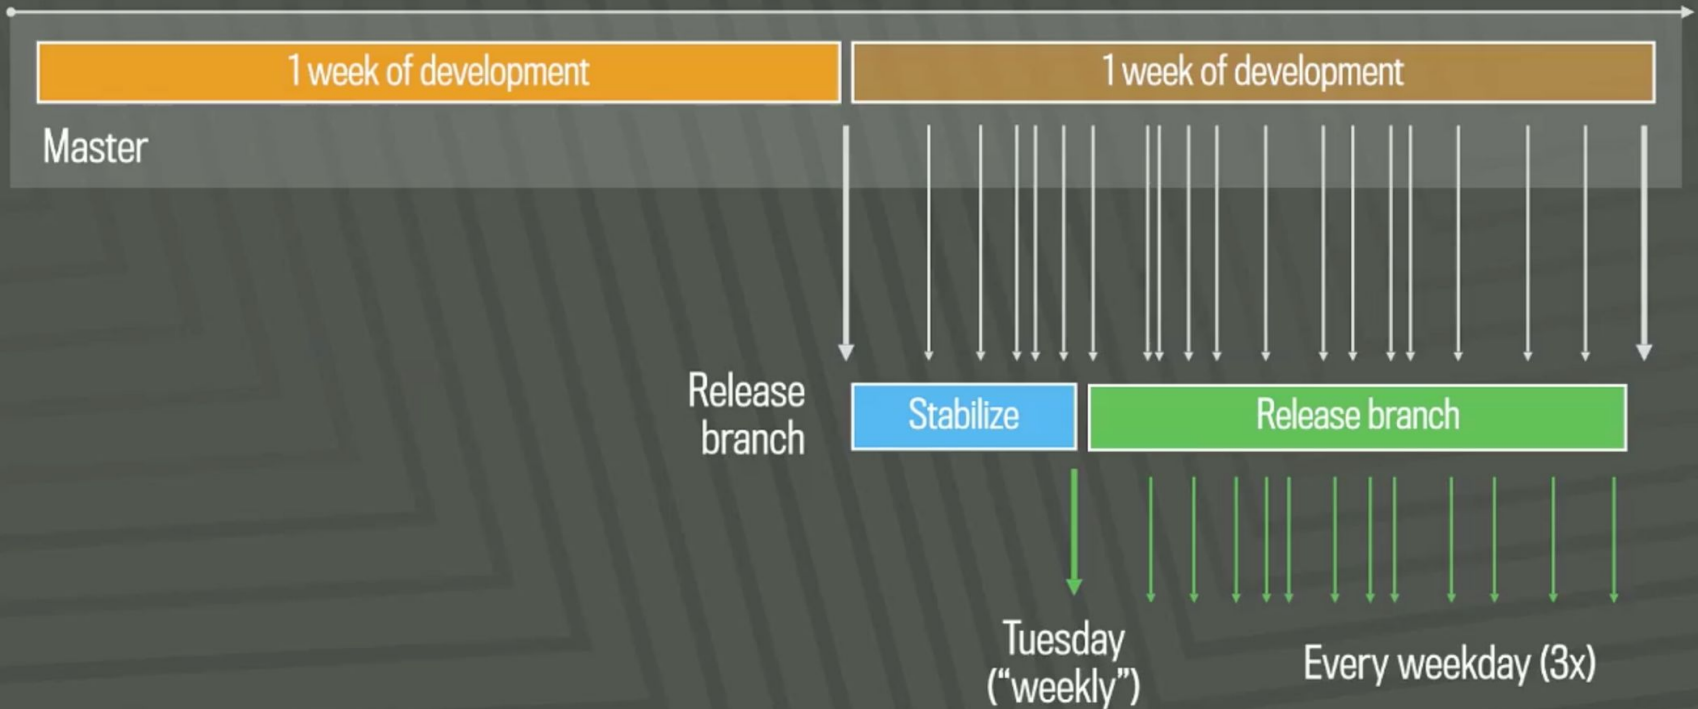 1 week of development
1 week of development
Master
Release
branch
Stabilize
Release branch
Tuesday
(“weekly”)
Every weekday (3x)